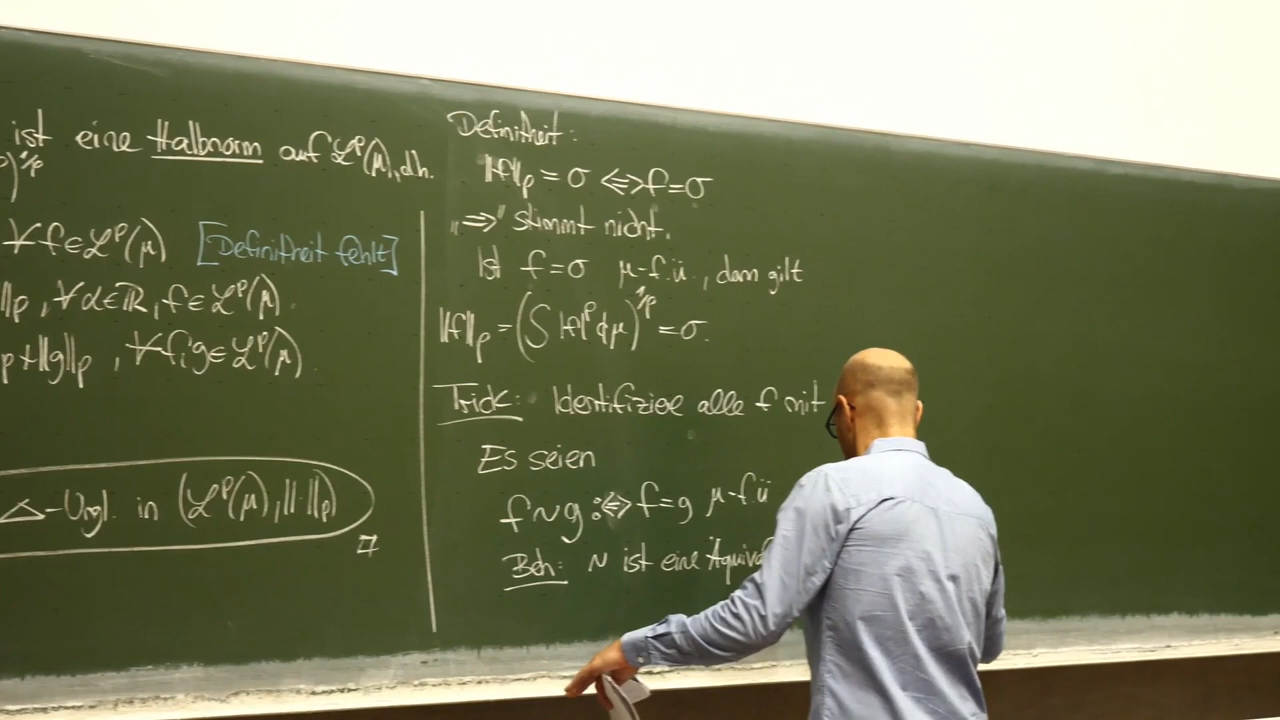 ist eine Halbnorm auf ℒᵖ(μ), d.h.
)^1/p
∀ f ∈ ℒᵖ(μ) [Definitheit fehlt]
‖p , ∀ α ∈ ℝ, f ∈ ℒᵖ(μ).
p + ‖g‖p , ∀ f, g ∈ ℒᵖ(μ).
△-Ungl. in (ℒᵖ(μ), ‖·‖p)
Definitheit:
‖f‖p = 0 ⟺ f = 0
"⟹" stimmt nicht.
Ist f = 0 μ-f.ü., dann gilt
‖f‖p = (∫ |f|ᵖ dμ)^1/p = 0.
Trick: Identifiziere alle f mit
Es seien
f ~ g :⟺ f = g μ-f.ü
Beh: ~ ist eine Äquiva